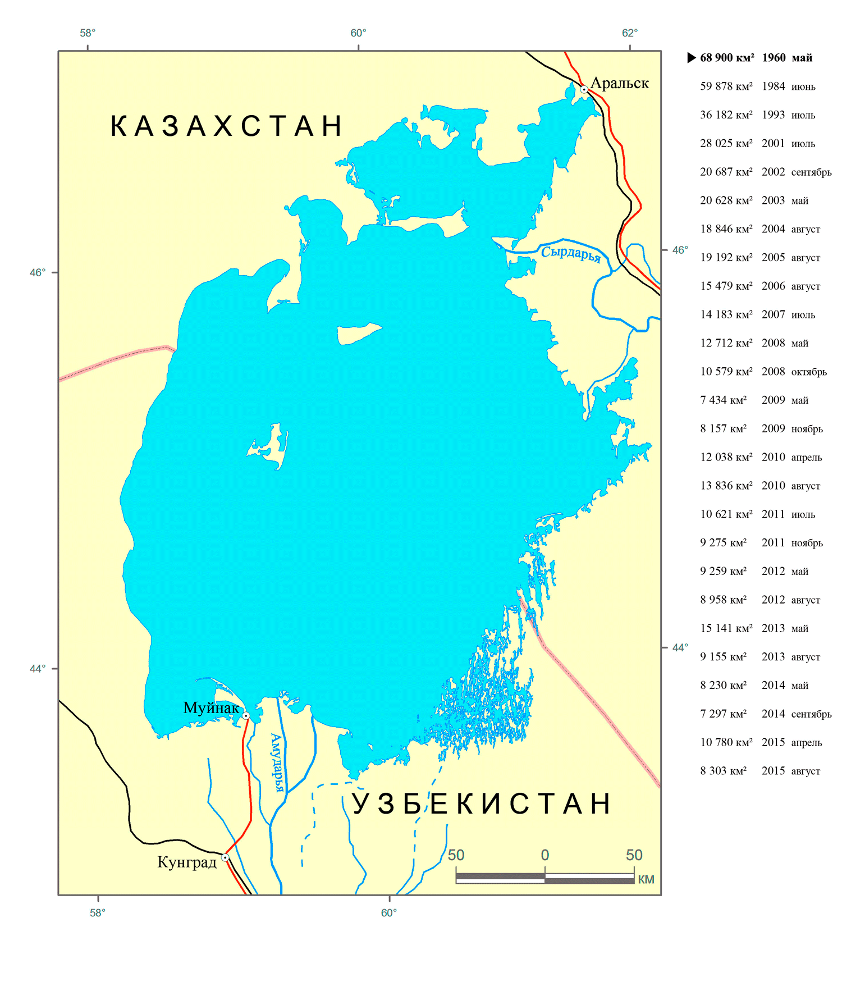 58° 60° 62°
68 900 км² 1960 май
Аральск
59 878 км² 1984 июнь
36 182 км² 1993 июль
КАЗАХСТАН
28 025 км² 2001 июль
20 687 км² 2002 сентябрь
20 628 км² 2003 май
18 846 км² 2004 август
46°
Сырдарья
19 192 км² 2005 август
46°
15 479 км² 2006 август
14 183 км² 2007 июль
12 712 км² 2008 май
10 579 км² 2008 октябрь
7 434 км² 2009 май
8 157 км² 2009 ноябрь
12 038 км² 2010 апрель
13 836 км² 2010 август
10 621 км² 2011 июль
9 275 км² 2011 ноябрь
9 259 км² 2012 май
8 958 км² 2012 август
15 141 км² 2013 май
44°
9 155 км² 2013 август
44°
8 230 км² 2014 май
Муйнак
7 297 км² 2014 сентябрь
10 780 км² 2015 апрель
Амударья
8 303 км² 2015 август
УЗБЕКИСТАН
50 0 50
Кунград
км
58° 60°